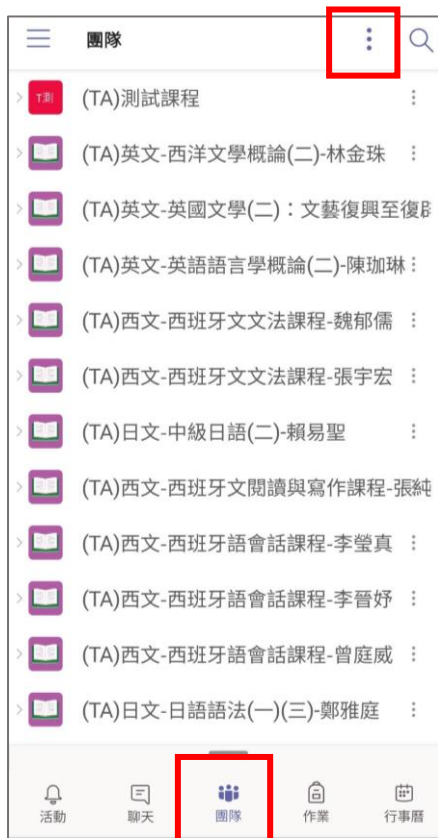 團隊
T測 (TA)測試課程
(TA)英文-西洋文學概論(二)-林金珠
(TA)英文-英國文學(二)：文藝復興至復辟
(TA)英文-英語語言學概論(二)-陳珈琳
(TA)西文-西班牙文文法課程-魏郁儒
(TA)西文-西班牙文文法課程-張宇宏
(TA)日文-中級日語(二)-賴易聖
(TA)西文-西班牙文閱讀與寫作課程-張純
(TA)西文-西班牙語會話課程-李瑩真
(TA)西文-西班牙語會話課程-李晉妤
(TA)西文-西班牙語會話課程-曾庭威
(TA)日文-日語語法(一)(三)-鄭雅庭
活動 聊天 團隊 作業 行事曆